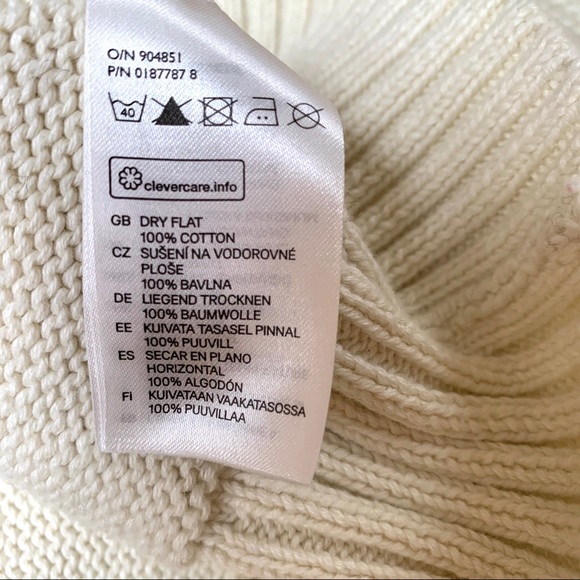 O/N 904851
P/N 0187787 8
40
clevercare.info
GB DRY FLAT
100% COTTON
CZ SUŠENÍ NA VODOROVNÉ
PLOŠE
100% BAVLNA
DE LIEGEND TROCKNEN
100% BAUMWOLLE
EE KUIVATA TASASEL PINNAL
100% PUUVILL
ES SECAR EN PLANO
HORIZONTAL
100% ALGODÓN
FI KUIVATAAN VAAKATASOSSA
100% PUUVILLAA